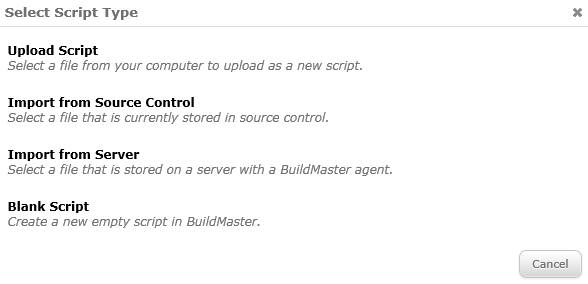 Select Script Type
Upload Script
Select a file from your computer to upload as a new script.
Import from Source Control
Select a file that is currently stored in source control.
Import from Server
Select a file that is stored on a server with a BuildMaster agent.
Blank Script
Create a new empty script in BuildMaster.
Cancel